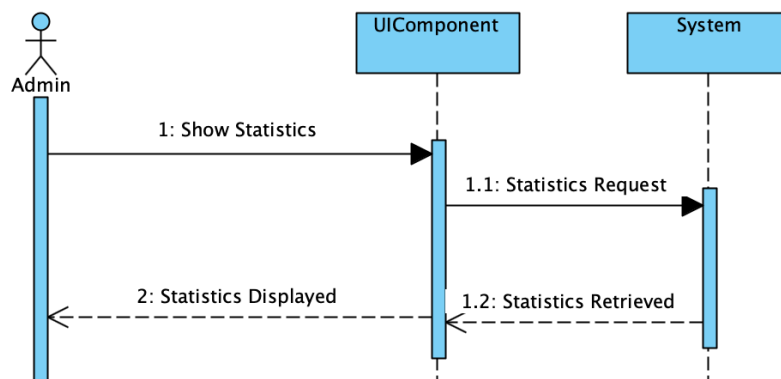 UIComponent
System
Admin
1: Show Statistics
1.1: Statistics Request
2: Statistics Displayed
1.2: Statistics Retrieved